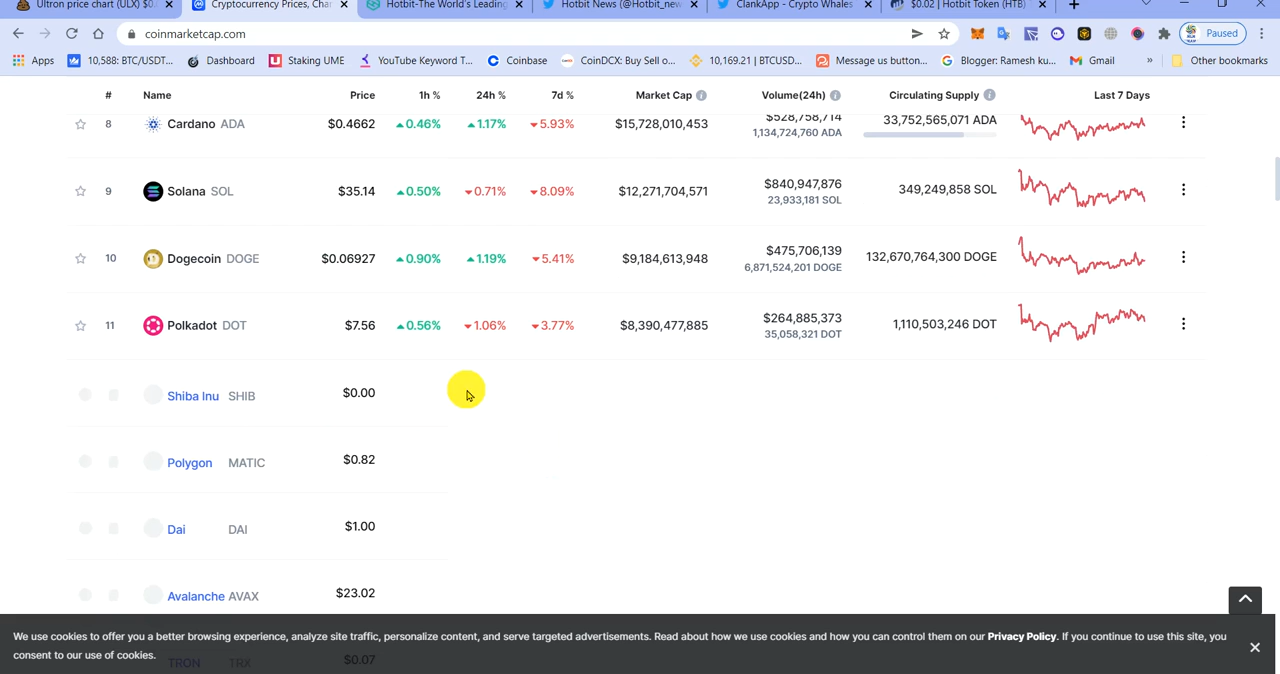 Ultron price chart (ULX) $0. Cryptocurrency Prices, Cha Hotbit-The World's Leading Hotbit News (@Hotbit_new ClankApp - Crypto Whales $0.02 | Hotbit Token (HTB)
coinmarketcap.com Paused
Apps 10,588: BTC/USDT... Dashboard Staking UME YouTube Keyword T... Coinbase CoinDCX: Buy Sell o... 10,169.21 | BTCUSD... Message us button... Blogger: Ramesh ku... Gmail » Other bookmarks
# Name Price 1h % 24h % 7d % Market Cap Volume(24h) Circulating Supply Last 7 Days
8 Cardano ADA $0.4662 0.46% 1.17% 5.93% $15,728,010,453 $528,758,714 33,752,565,071 ADA
1,134,724,760 ADA
9 Solana SOL $35.14 0.50% 0.71% 8.09% $12,271,704,571 $840,947,876 349,249,858 SOL
23,933,181 SOL
10 Dogecoin DOGE $0.06927 0.90% 1.19% 5.41% $9,184,613,948 $475,706,139 132,670,764,300 DOGE
6,871,524,201 DOGE
11 Polkadot DOT $7.56 0.56% 1.06% 3.77% $8,390,477,885 $264,885,373 1,110,503,246 DOT
35,058,321 DOT
Shiba Inu SHIB $0.00
Polygon MATIC $0.82
Dai DAI $1.00
Avalanche AVAX $23.02
We use cookies to offer you a better browsing experience, analyze site traffic, personalize content, and serve targeted advertisements. Read about how we use cookies and how you can control them on our Privacy Policy. If you continue to use this site, you
consent to our use of cookies.
TRON TRX $0.07